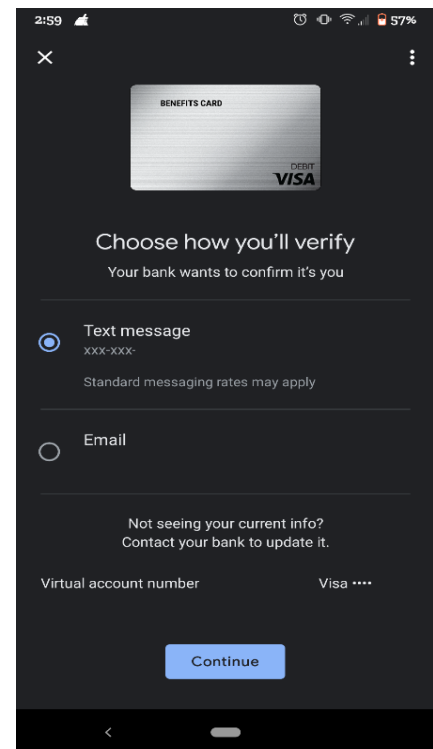 2:59 57%
BENEFITS CARD
DEBIT
VISA
Choose how you'll verify
Your bank wants to confirm it's you
Text message
xxx-xxx-
Standard messaging rates may apply
Email
Not seeing your current info?
Contact your bank to update it.
Virtual account number Visa ••••
Continue